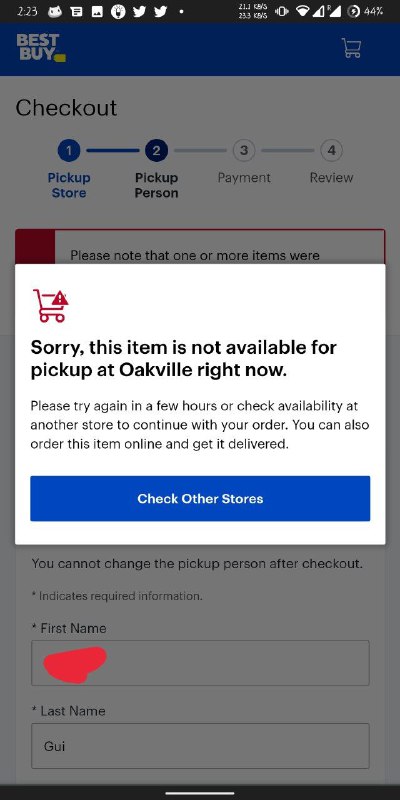 2:23
21.1 KB/S
23.3 KB/S
R
44%
BEST
BUY
Checkout
1 2 3 4
Pickup Store
Pickup Person
Payment
Review
Please note that one or more items were
Sorry, this item is not available for
pickup at Oakville right now.
Please try again in a few hours or check availability at
another store to continue with your order. You can also
order this item online and get it delivered.
Check Other Stores
You cannot change the pickup person after checkout.
* Indicates required information.
* First Name
* Last Name
Gui